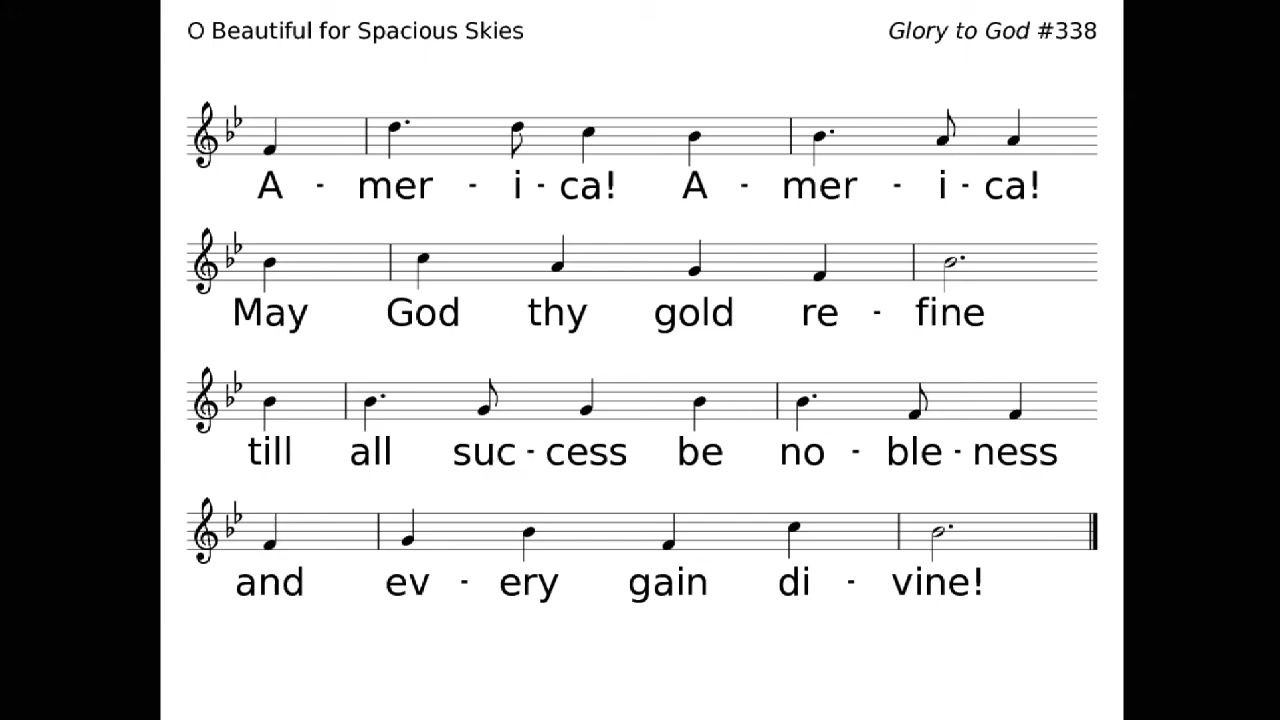 O Beautiful for Spacious Skies Glory to God #338
A - mer - i - ca! A - mer - i - ca!
May God thy gold re - fine
till all suc - cess be no - ble - ness
and ev - ery gain di - vine!